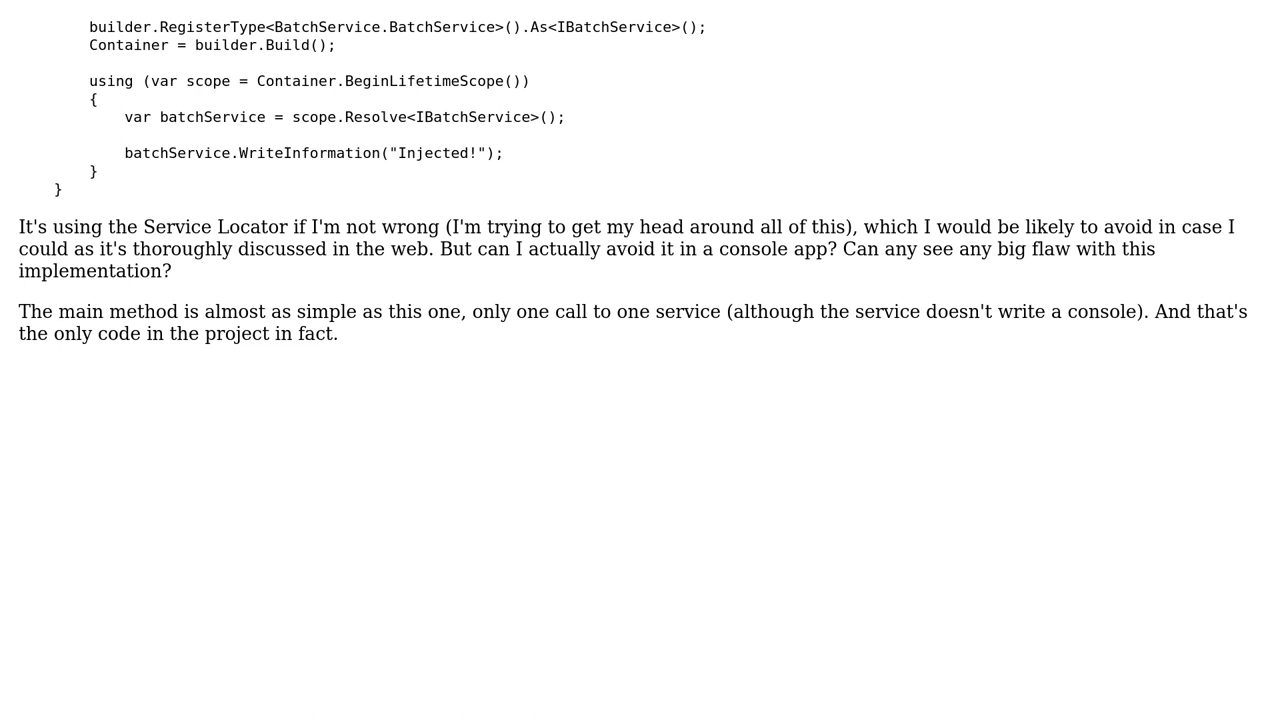 builder.RegisterType<BatchService.BatchService>().As<IBatchService>();
Container = builder.Build();
using (var scope = Container.BeginLifetimeScope())
{
var batchService = scope.Resolve<IBatchService>();
batchService.WriteInformation("Injected!");
}
}
It's using the Service Locator if I'm not wrong (I'm trying to get my head around all of this), which I would be likely to avoid in case I
could as it's thoroughly discussed in the web. But can I actually avoid it in a console app? Can any see any big flaw with this
implementation?
The main method is almost as simple as this one, only one call to one service (although the service doesn't write a console). And that's
the only code in the project in fact.